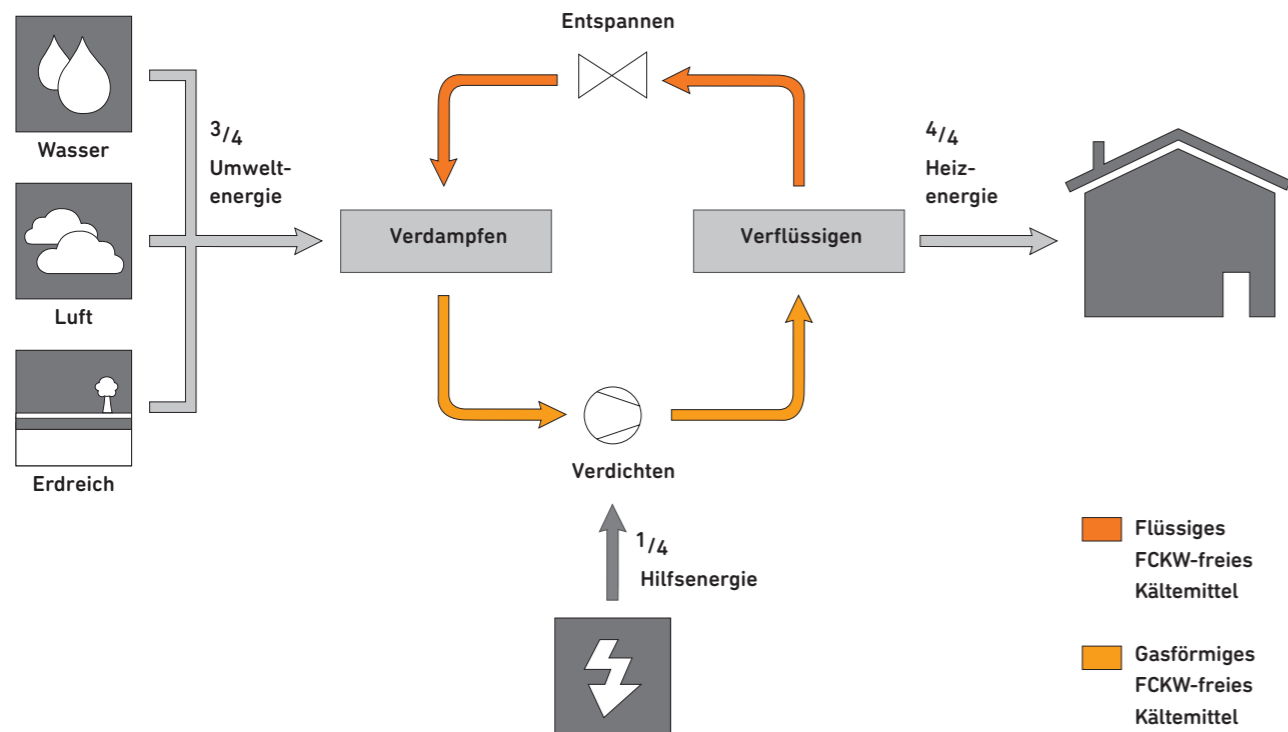 Entspannen
Wasser
3/4
Umwelt-
energie
4/4
Heiz-
energie
Verdampfen
Verflüssigen
Luft
Erdreich
Verdichten
1/4
Hilfsenergie
Flüssiges
FCKW-freies
Kältemittel
Gasförmiges
FCKW-freies
Kältemittel